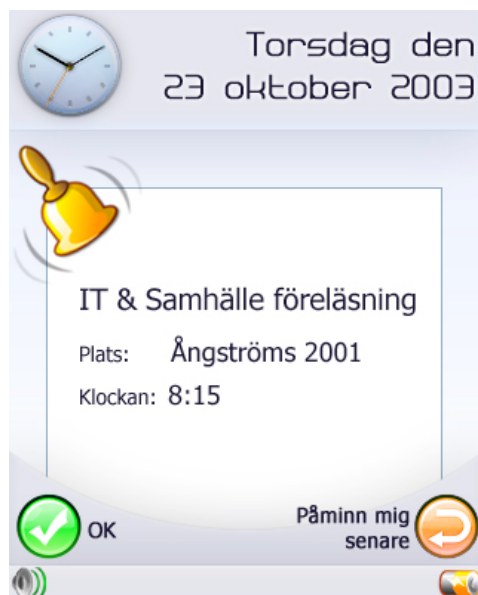 Torsdag den
23 oktober 2003
IT & Samhälle föreläsning
Plats: Ångströms 2001
Klockan: 8:15
OK
Påminn mig
senare